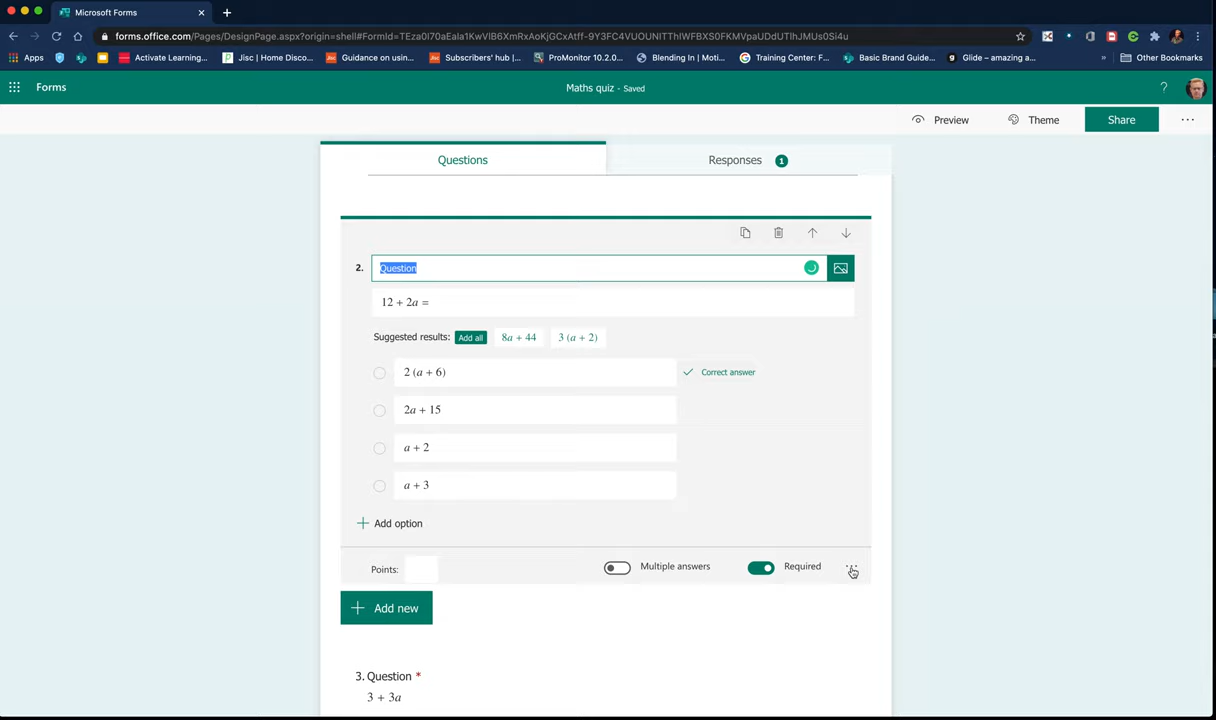 Microsoft Forms
forms.office.com/Pages/DesignPage.aspx?origin=shell#FormId=TEza0l70aEala1KwVlB6XmRxAoKjGCxAtff-9Y3FC4VUOUNITThIWFBXS0FKMVpaUDdUTlhJMUs0Si4u
Apps Activate Learning... Jisc | Home Disco... Guidance on usin... Subscribers' hub |... ProMonitor 10.2.0... Blending In | Moti... Training Center: F... Basic Brand Guide... Glide – amazing a... » Other Bookmarks
Forms Maths quiz - Saved ?
Preview Theme Share ...
Questions Responses 1
2. Question
12 + 2a =
Suggested results: Add all 8a + 44 3 (a + 2)
2 (a + 6) Correct answer
2a + 15
a + 2
a + 3
Add option
Points: Multiple answers Required
Add new
3. Question *
3 + 3a